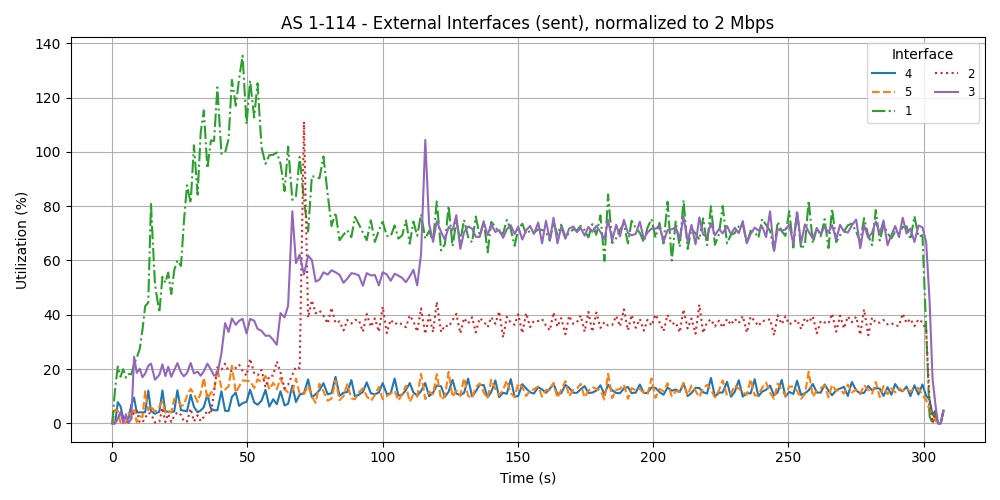 AS 1-114 - External Interfaces (sent), normalized to 2 Mbps
Utilization (%)
140
120
100
80
60
40
20
0
0 50 100 150 200 250 300
Time (s)
Interface
4 2
5 3
1